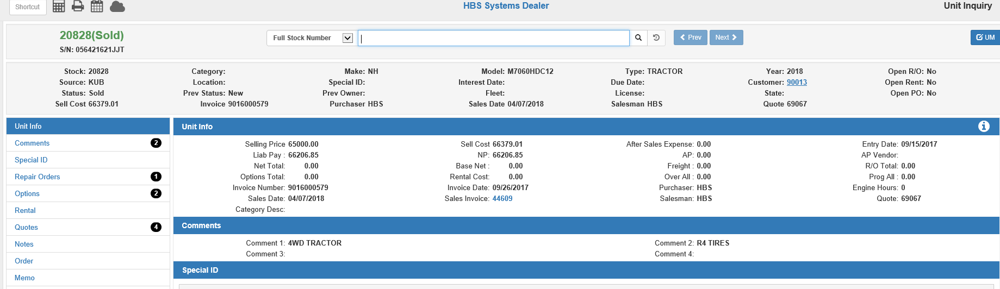 Shortcut HBS Systems Dealer Unit Inquiry
20828(Sold) Full Stock Number Prev Next UM
S/N: 056421621JJT
Stock: 20828 Category: Make: NH Model: M7060HDC12 Type: TRACTOR Year: 2018 Open R/O: No
Source: KUB Location: Special ID: Interest Date: Due Date: Customer: 90013 Open Rent: No
Status: Sold Prev Status: New Prev Owner: Fleet: License: State: Open PO: No
Sell Cost 66379.01 Invoice 9016000579 Purchaser HBS Sales Date 04/07/2018 Salesman HBS Quote 69067
Unit Info
Comments 2
Special ID
Repair Orders 1
Options 2
Rental
Quotes 4
Notes
Order
Memo
Unit Info
Selling Price 65000.00 Sell Cost 66379.01 After Sales Expense: 0.00 Entry Date: 09/15/2017
Liab Pay : 66206.85 NP: 66206.85 AP: 0.00 AP Vendor:
Net Total: 0.00 Base Net : 0.00 Freight : 0.00 R/O Total: 0.00
Options Total: 0.00 Rental Cost: 0.00 Over All : 0.00 Prog All : 0.00
Invoice Number: 9016000579 Invoice Date: 09/26/2017 Purchaser: HBS Engine Hours: 0
Sales Date: 04/07/2018 Sales Invoice: 44609 Salesman: HBS Quote: 69067
Category Desc:
Comments
Comment 1: 4WD TRACTOR Comment 2: R4 TIRES
Comment 3: Comment 4:
Special ID